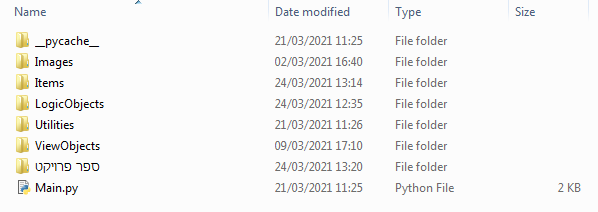 Name Date modified Type Size
__pycache__ 21/03/2021 11:25 File folder
Images 02/03/2021 16:40 File folder
Items 24/03/2021 13:14 File folder
LogicObjects 24/03/2021 12:35 File folder
Utilities 21/03/2021 11:26 File folder
ViewObjects 09/03/2021 17:10 File folder
ספר פרויקט 24/03/2021 13:20 File folder
Main.py 21/03/2021 11:25 Python File 2 KB